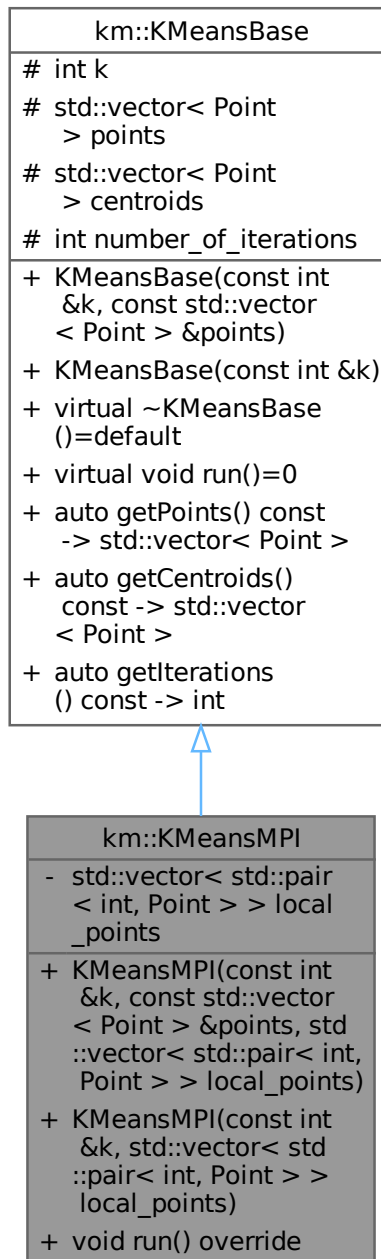 km::KMeansBase
# int k
# std::vector< Point
> points
# std::vector< Point
> centroids
# int number_of_iterations
+ KMeansBase(const int
&k, const std::vector
< Point > &points)
+ KMeansBase(const int &k)
+ virtual ~KMeansBase
()=default
+ virtual void run()=0
+ auto getPoints() const
-> std::vector< Point >
+ auto getCentroids()
const -> std::vector
< Point >
+ auto getIterations
() const -> int
km::KMeansMPI
- std::vector< std::pair
< int, Point > > local
_points
+ KMeansMPI(const int
&k, const std::vector
< Point > &points, std
::vector< std::pair< int,
Point > > local_points)
+ KMeansMPI(const int
&k, std::vector< std
::pair< int, Point > >
local_points)
+ void run() override